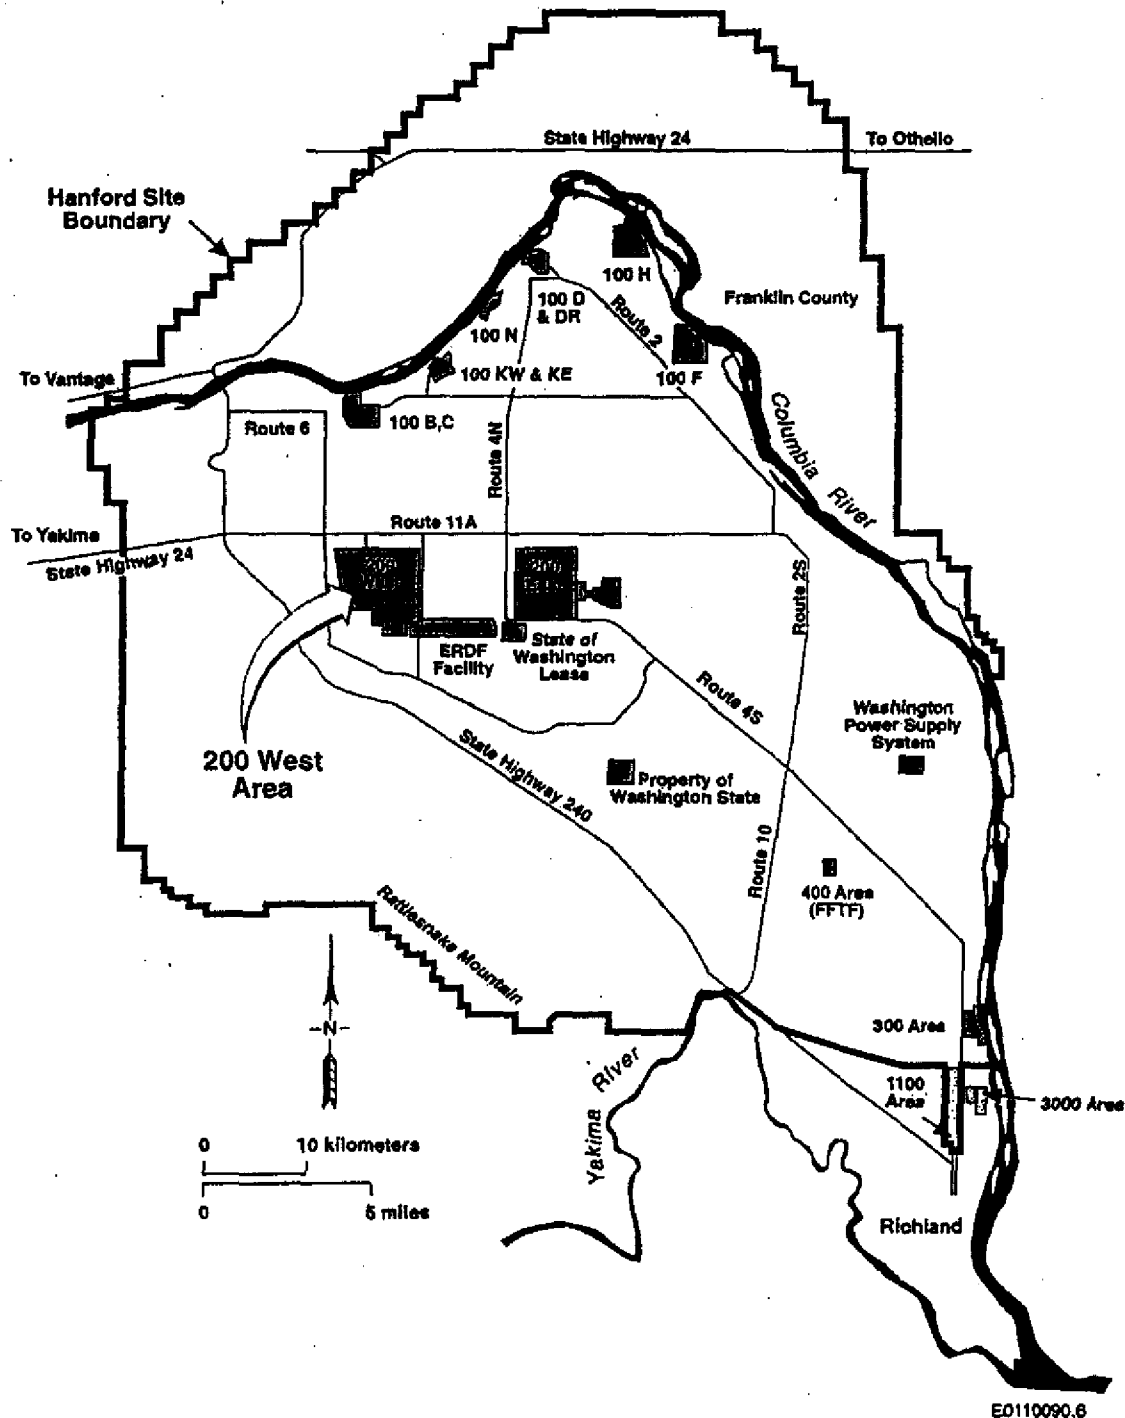 State Highway 24
To Othello
Hanford Site
Boundary
100 H
Franklin County
100 D
& DR
Route 2
100 N
To Vantage
100 KW & KE
100 F
Columbia
River
Route 6
100 B,C
Route 4N
Route 11A
To Yakima
State Highway 24
200
200
Route 2S
ERDF
Facility
State of
Washington
Lease
Route 4S
Washington
Power Supply
System
200 West
Area
State Highway 240
Property of
Washington State
Route 10
400 Area
(FFTF)
Rattlesnake Mountain
N
300 Area
Yakima
River
1100
Area
3000 Area
0
10 kilometers
0
5 miles
Richland
E0110090.6